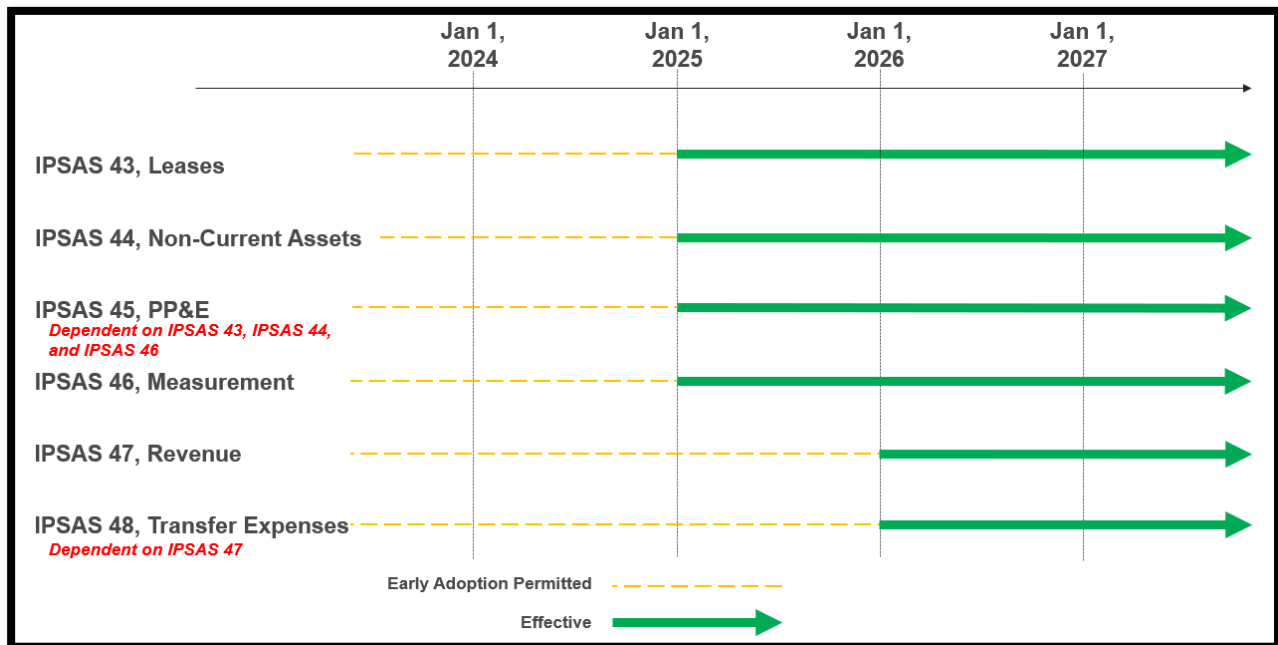 Jan 1,
2024
Jan 1,
2025
Jan 1,
2026
Jan 1,
2027
IPSAS 43, Leases
IPSAS 44, Non-Current Assets
IPSAS 45, PP&E
Dependent on IPSAS 43, IPSAS 44,
and IPSAS 46
IPSAS 46, Measurement
IPSAS 47, Revenue
IPSAS 48, Transfer Expenses
Dependent on IPSAS 47
Early Adoption Permitted
Effective